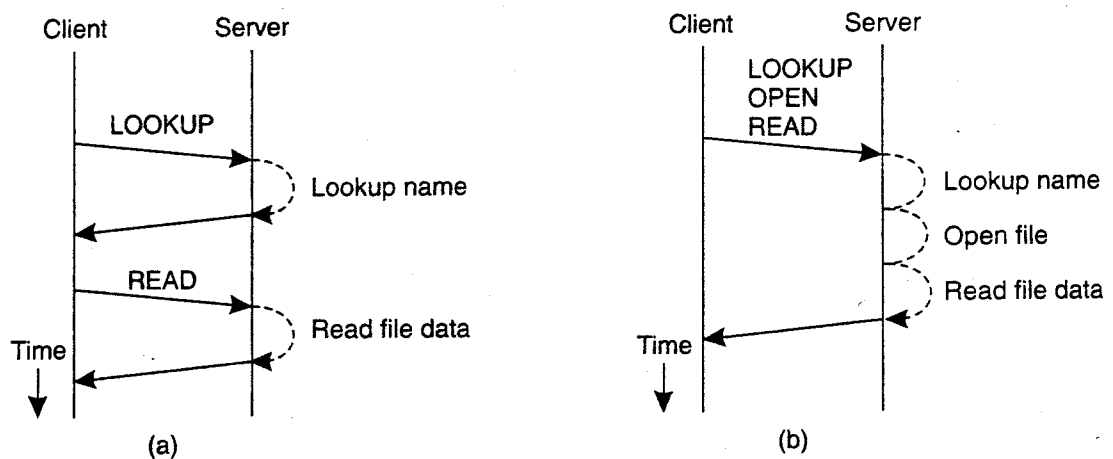 Client
Server
LOOKUP
Lookup name
READ
Read file data
Time
(a)
Client
Server
LOOKUP
OPEN
READ
Lookup name
Open file
Read file data
Time
(b)